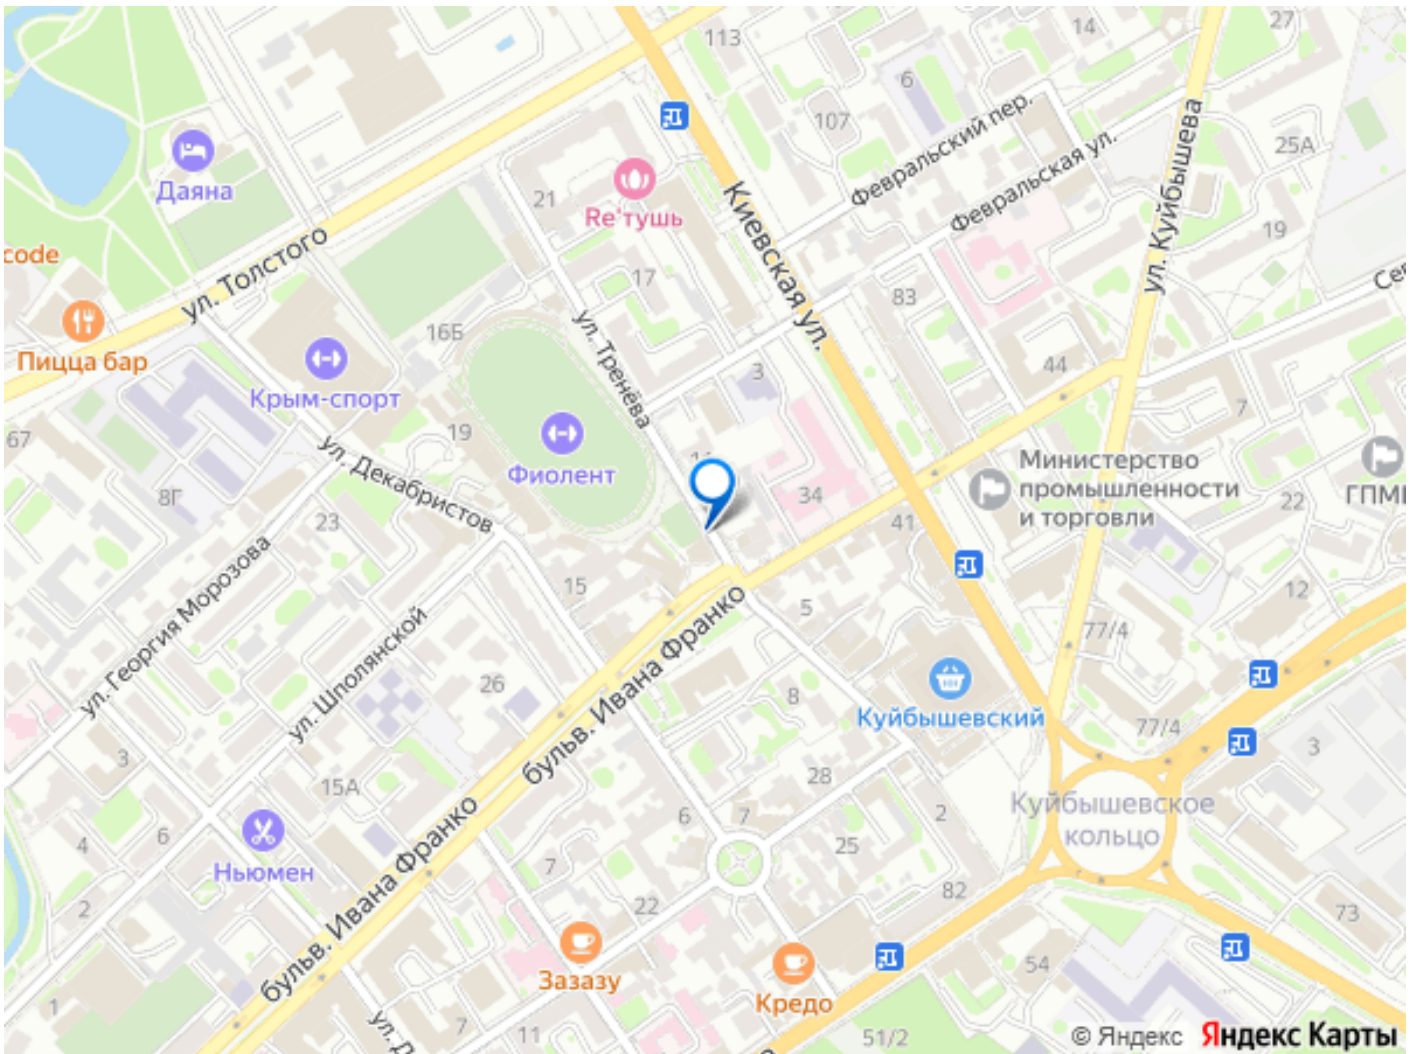 113
14
27
6
107
Февральский пер.
25А
ул. Куйбышева
Февральская ул.
Даяна
21
Re'тушь
Киевская ул.
19
code
ул. Толстого
17
83
16Б
ул. Тренёва
Пицца бар
3
44
Крым-спорт
7
67
19
ул. Декабристов
Фиолент
Министерство
промышленности
и торговли
8Г
34
22
23
41
ул. Георгия Морозова
15
5
12
бульв. Ивана Франко
77/4
ул. Шполянской
26
8
Куйбышевский
77/4
3
3
15А
28
Куйбышевское
кольцо
4
6
6
7
2
25
Ньюмен
7
бульв. Ивана Франко
82
2
22
73
Зазазу
54
Кредо
1
7
11
51/2
© Яндекс
Яндекс Карты